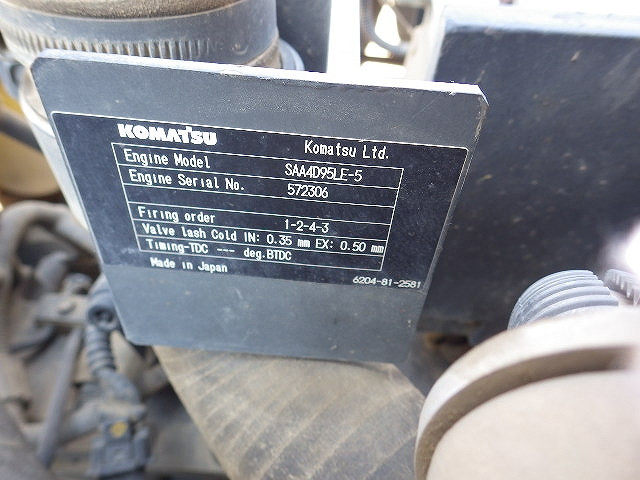 KOMATSU
Komatsu Ltd.
Engine Model SAA4D95LE-5
Engine Serial No. 572306
Firing order 1-2-4-3
Valve lash Cold IN: 0.35 mm EX: 0.50 mm
Timing-TDC --- deg.BTDC
Made in Japan
6204-81-2581